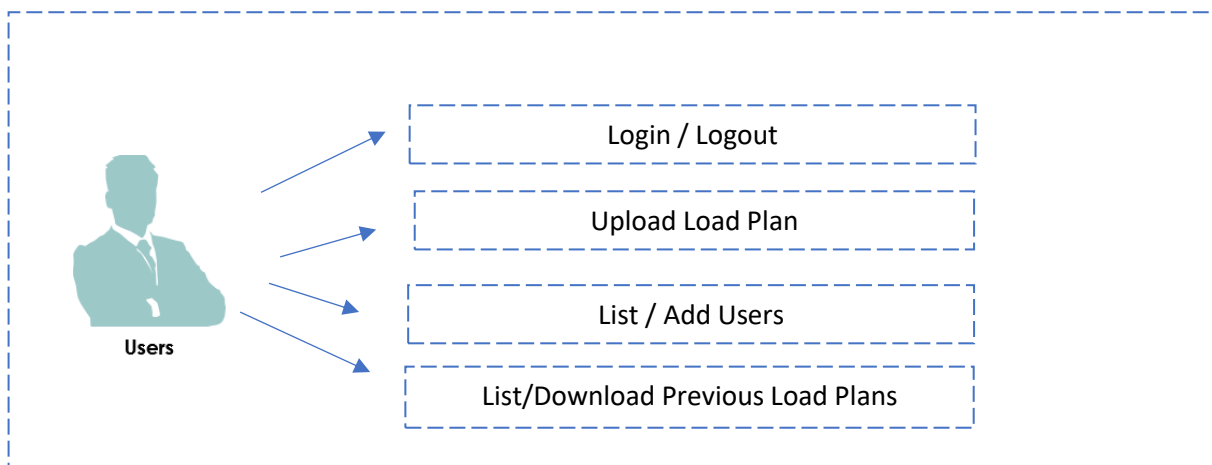 Login / Logout
Upload Load Plan
List / Add Users
Users
List/Download Previous Load Plans